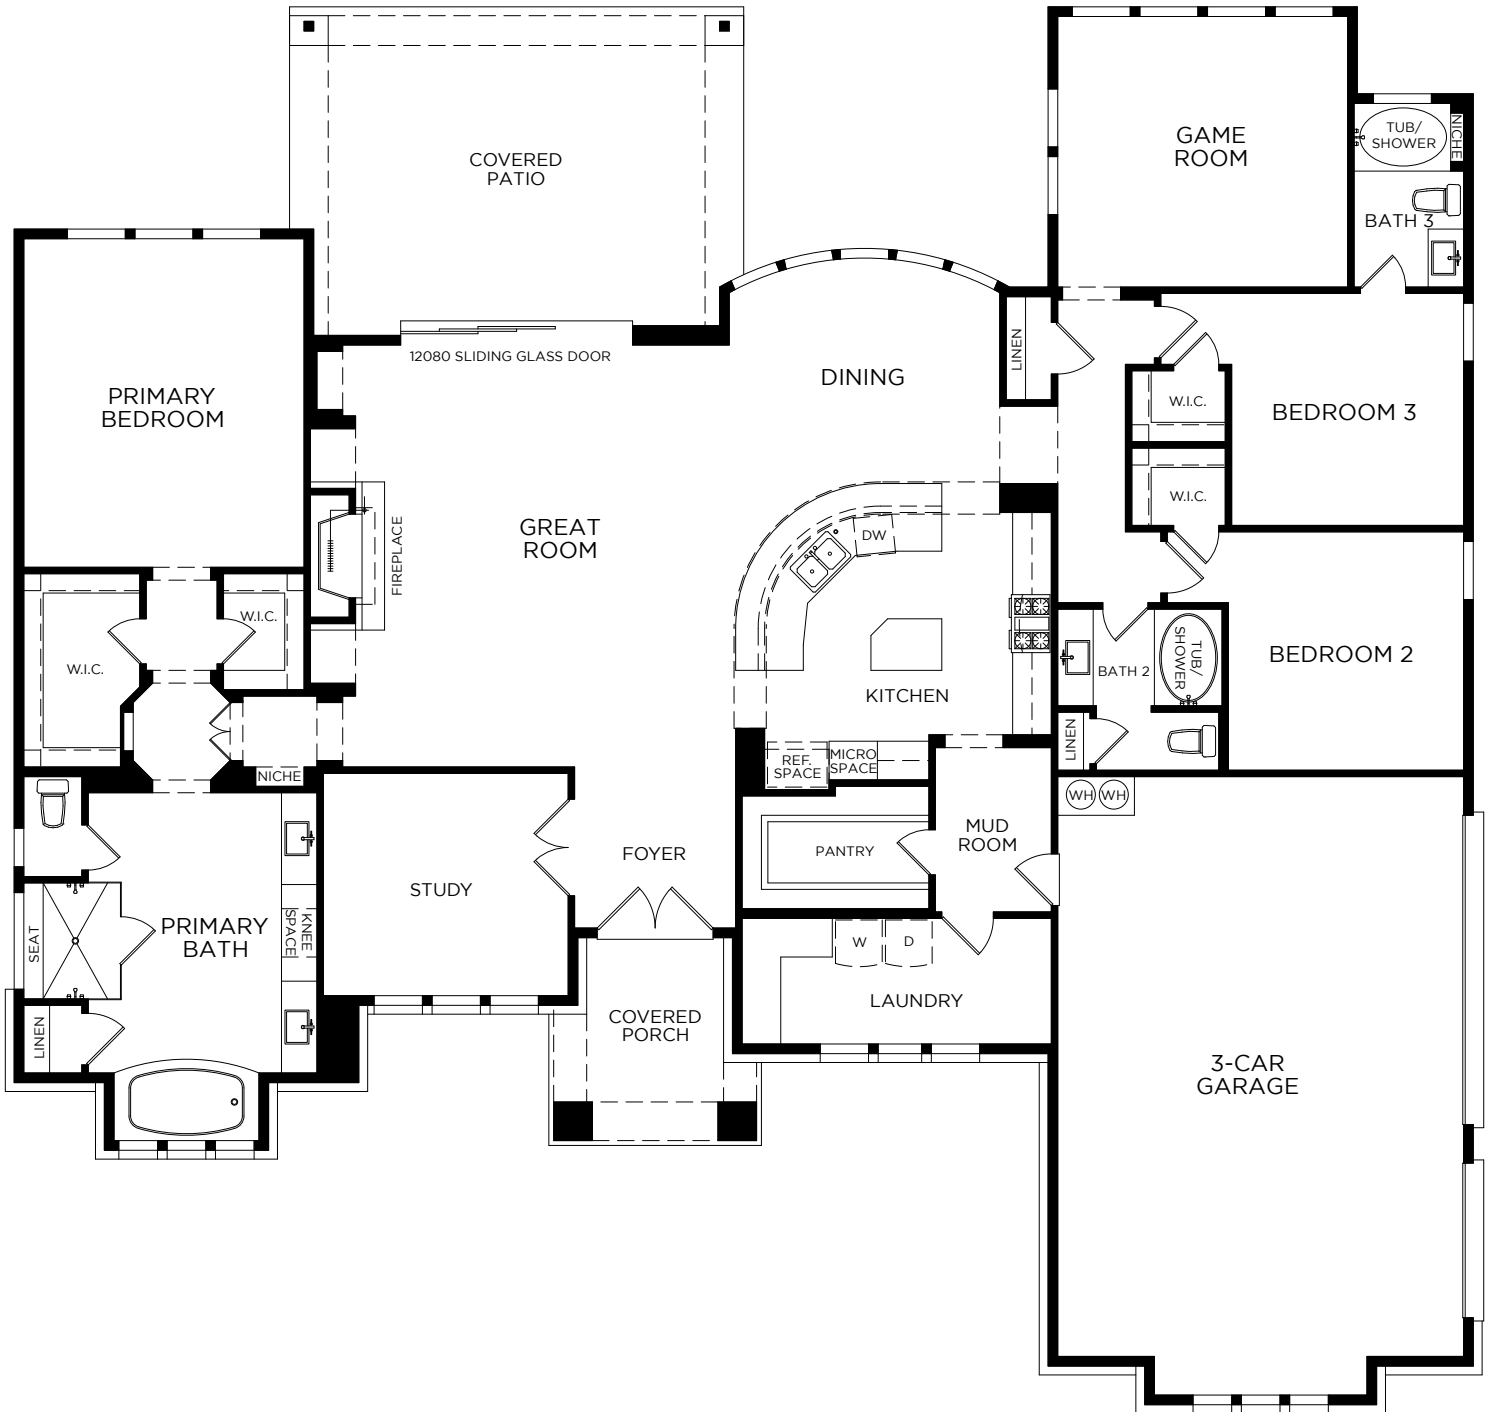 COVERED
PATIO
GAME
ROOM
TUB/
SHOWER
NICHE
BATH 3
12080 SLIDING GLASS DOOR
LINEN
DINING
PRIMARY
BEDROOM
W.I.C.
BEDROOM 3
W.I.C.
GREAT
ROOM
FIREPLACE
DW
W.I.C.
W.I.C.
KITCHEN
BATH 2
TUB/
SHOWER
BEDROOM 2
LINEN
NICHE
REF.
SPACE
MICRO
SPACE
WH
WH
MUD
ROOM
PANTRY
FOYER
STUDY
PRIMARY
BATH
KNEE
SPACE
SEAT
W
D
LAUNDRY
LINEN
COVERED
PORCH
3-CAR
GARAGE